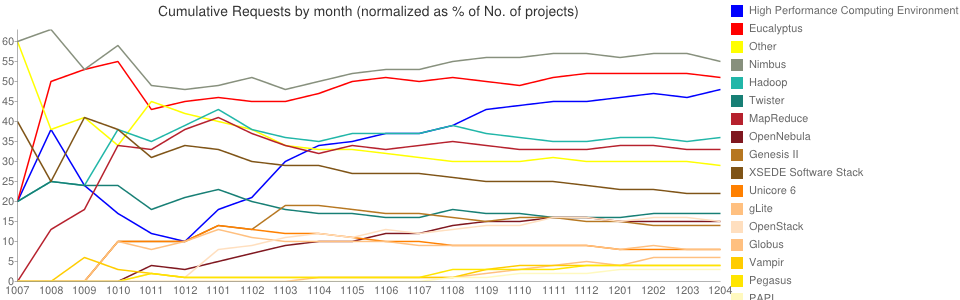 Cumulative Requests by month (normalized as % of No. of projects)
High Performance Computing Environment
Eucalyptus
Other
Nimbus
Hadoop
Twister
MapReduce
OpenNebula
Genesis II
XSEDE Software Stack
Unicore 6
gLite
OpenStack
Globus
Vampir
Pegasus
PAPI
60
55
50
45
40
35
30
25
20
15
10
5
0
1007 1008 1009 1010 1011 1012 1101 1102 1103 1104 1105 1106 1107 1108 1109 1110 1111 1112 1201 1202 1203 1204